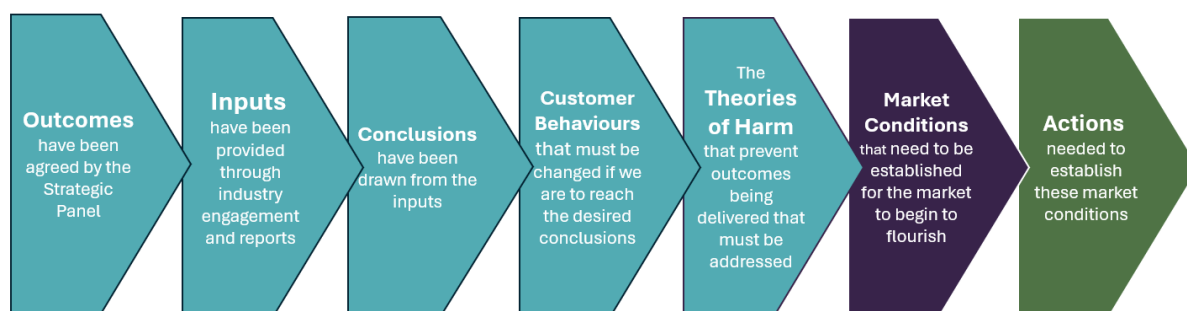 Outcomes
have been
agreed by the
Strategic
Panel
Inputs
have been
provided
through
industry
engagement
and reports
Conclusions
have been
drawn from the
inputs
Customer
Behaviours
that must be
changed if we
are to reach
the desired
conclusions
The
Theories
of Harm
that prevent
outcomes
being
delivered that
must be
addressed
Market
Conditions
that need to be
established
for the market
to begin to
flourish
Actions
needed to
establish
these market
conditions